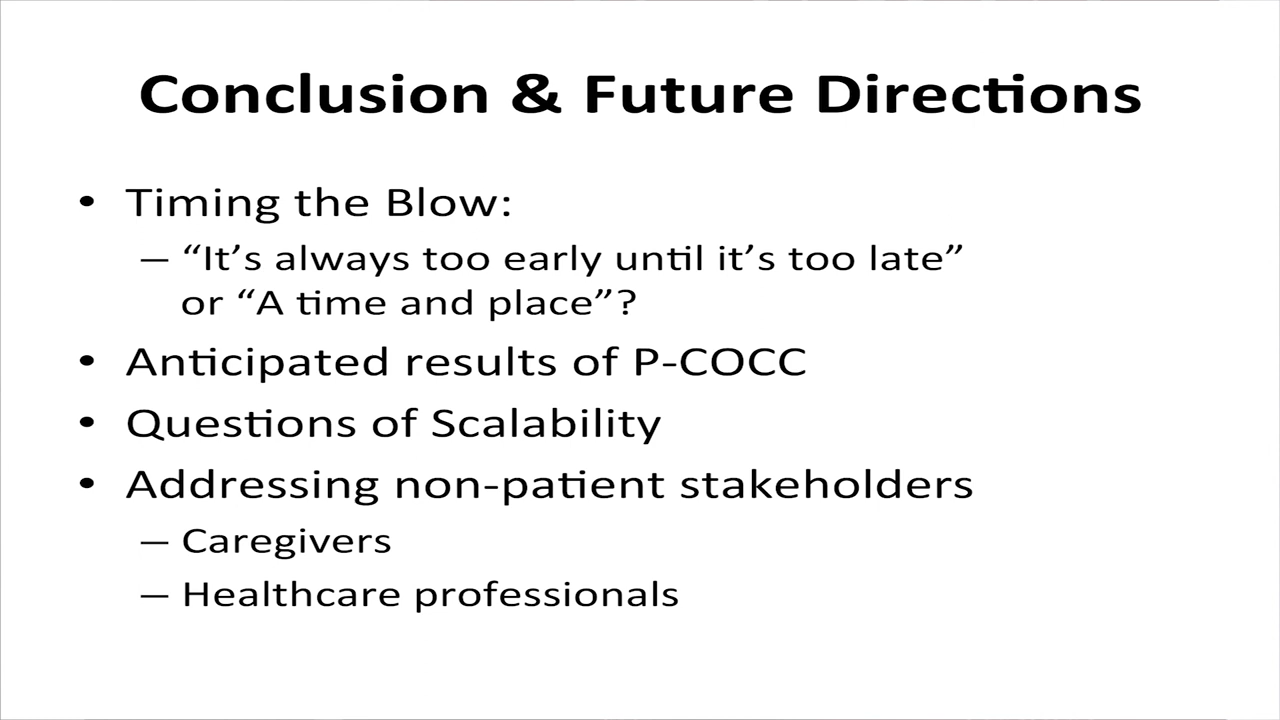 Conclusion & Future Directions
• Timing the Blow:
– “It’s always too early until it’s too late”
or “A time and place”?
• Anticipated results of P-COCC
• Questions of Scalability
• Addressing non-patient stakeholders
– Caregivers
– Healthcare professionals